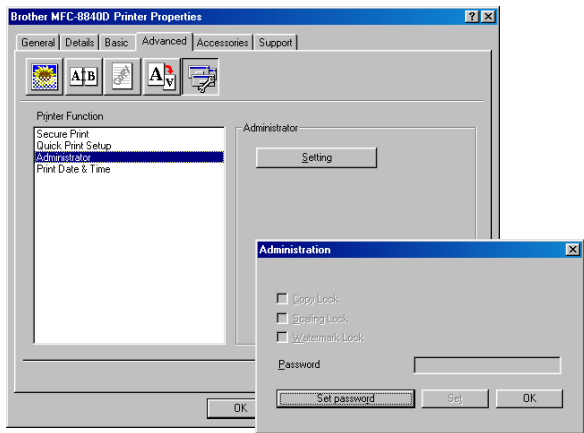 Brother MFC-8840D Printer Properties
General Details Basic Advanced Accessories Support
A B A A
Printer Function
Secure Print
Quick Print Setup
Administrator
Print Date & Time
Administrator
Setting
OK
Administration
Copy Lock
Scaling Lock
Watermark Lock
Password
Set password Set OK